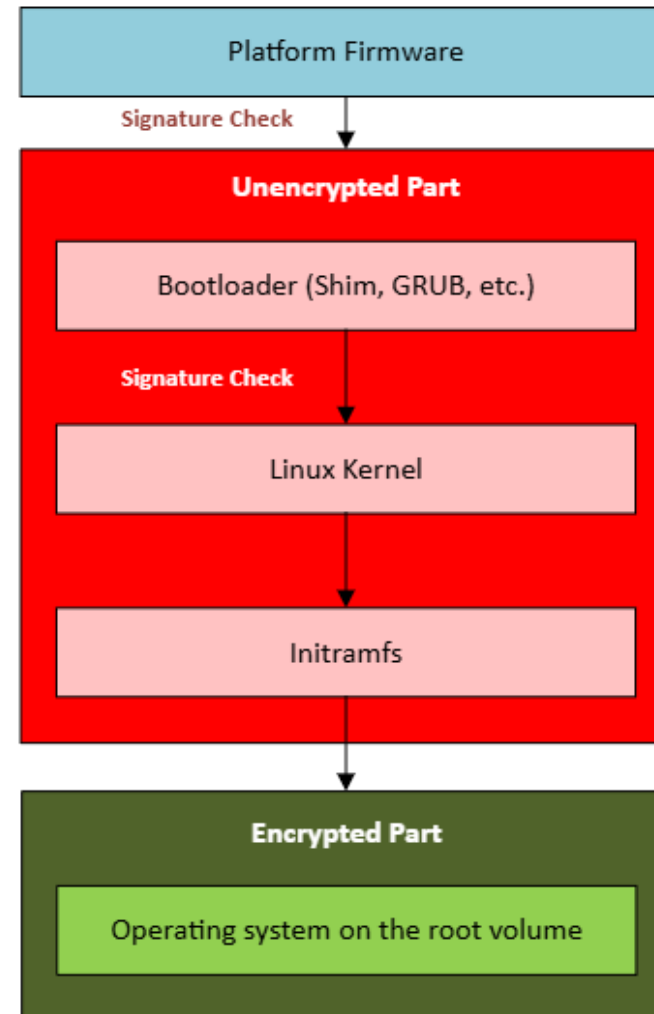 Platform Firmware
Signature Check
Unencrypted Part
Bootloader (Shim, GRUB, etc.)
Signature Check
Linux Kernel
Initramfs
Encrypted Part
Operating system on the root volume